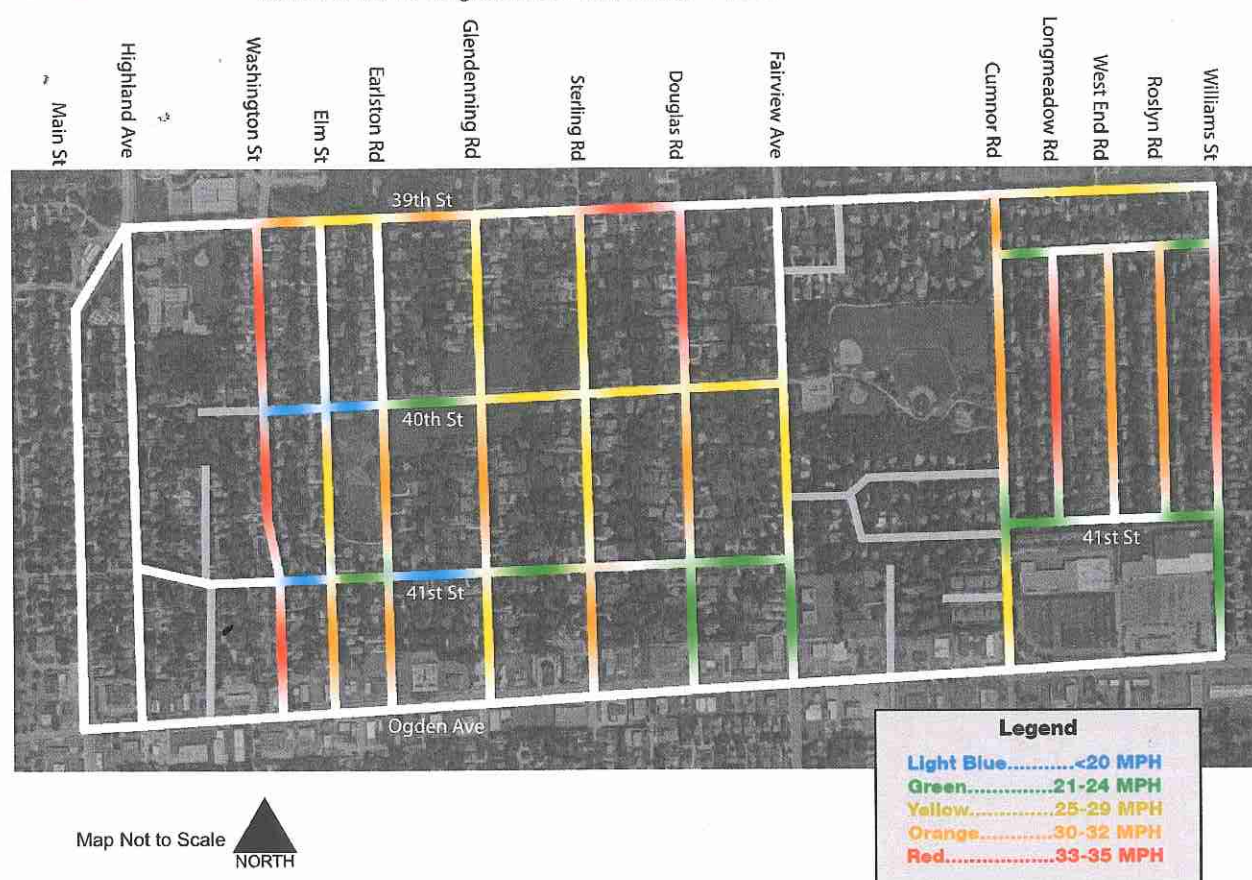 Main St
Highland Ave
Washington St
Elm St
Earlston Rd
Glendenning Rd
Sterling Rd
Douglas Rd
Fairview Ave
Cumnor Rd
Longmeadow Rd
West End Rd
Roslyn Rd
Williams St
39th St
40th St
41st St
41st St
Ogden Ave
Legend
Light Blue...........<20 MPH
Green..............21-24 MPH
Yellow..............25-29 MPH
Orange.............30-32 MPH
Red...................33-35 MPH
Map Not to Scale
NORTH